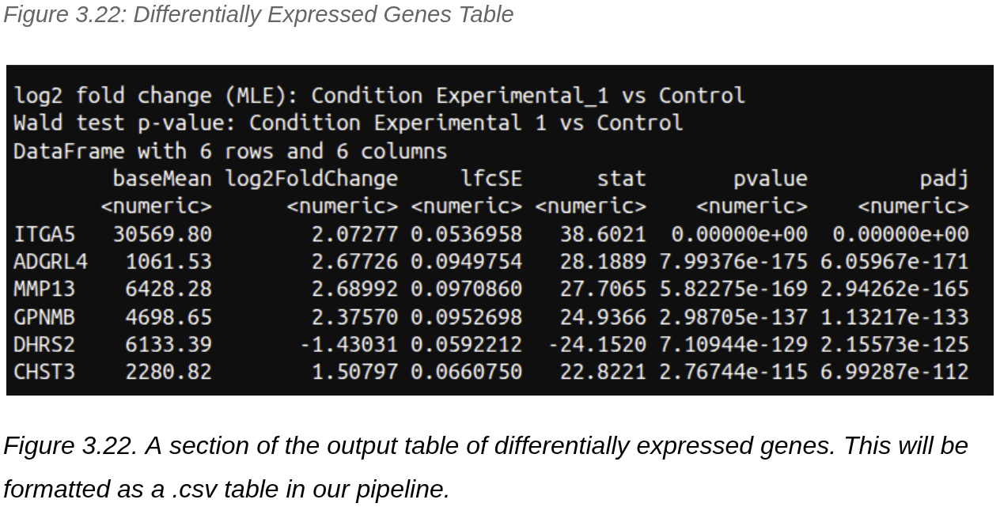 Figure 3.22: Differentially Expressed Genes Table
log2 fold change (MLE): Condition Experimental_1 vs Control
Wald test p-value: Condition Experimental 1 vs Control
DataFrame with 6 rows and 6 columns
baseMean log2FoldChange lfcSE stat pvalue padj
<numeric> <numeric> <numeric> <numeric> <numeric> <numeric>
ITGA5 30569.80 2.07277 0.0536958 38.6021 0.00000e+00 0.00000e+00
ADGRL4 1061.53 2.67726 0.0949754 28.1889 7.99376e-175 6.05967e-171
MMP13 6428.28 2.68992 0.0970860 27.7065 5.82275e-169 2.94262e-165
GPNMB 4698.65 2.37570 0.0952698 24.9366 2.98705e-137 1.13217e-133
DHRS2 6133.39 -1.43031 0.0592212 -24.1520 7.10944e-129 2.15573e-125
CHST3 2280.82 1.50797 0.0660750 22.8221 2.76744e-115 6.99287e-112
Figure 3.22. A section of the output table of differentially expressed genes. This will be
formatted as a .csv table in our pipeline.